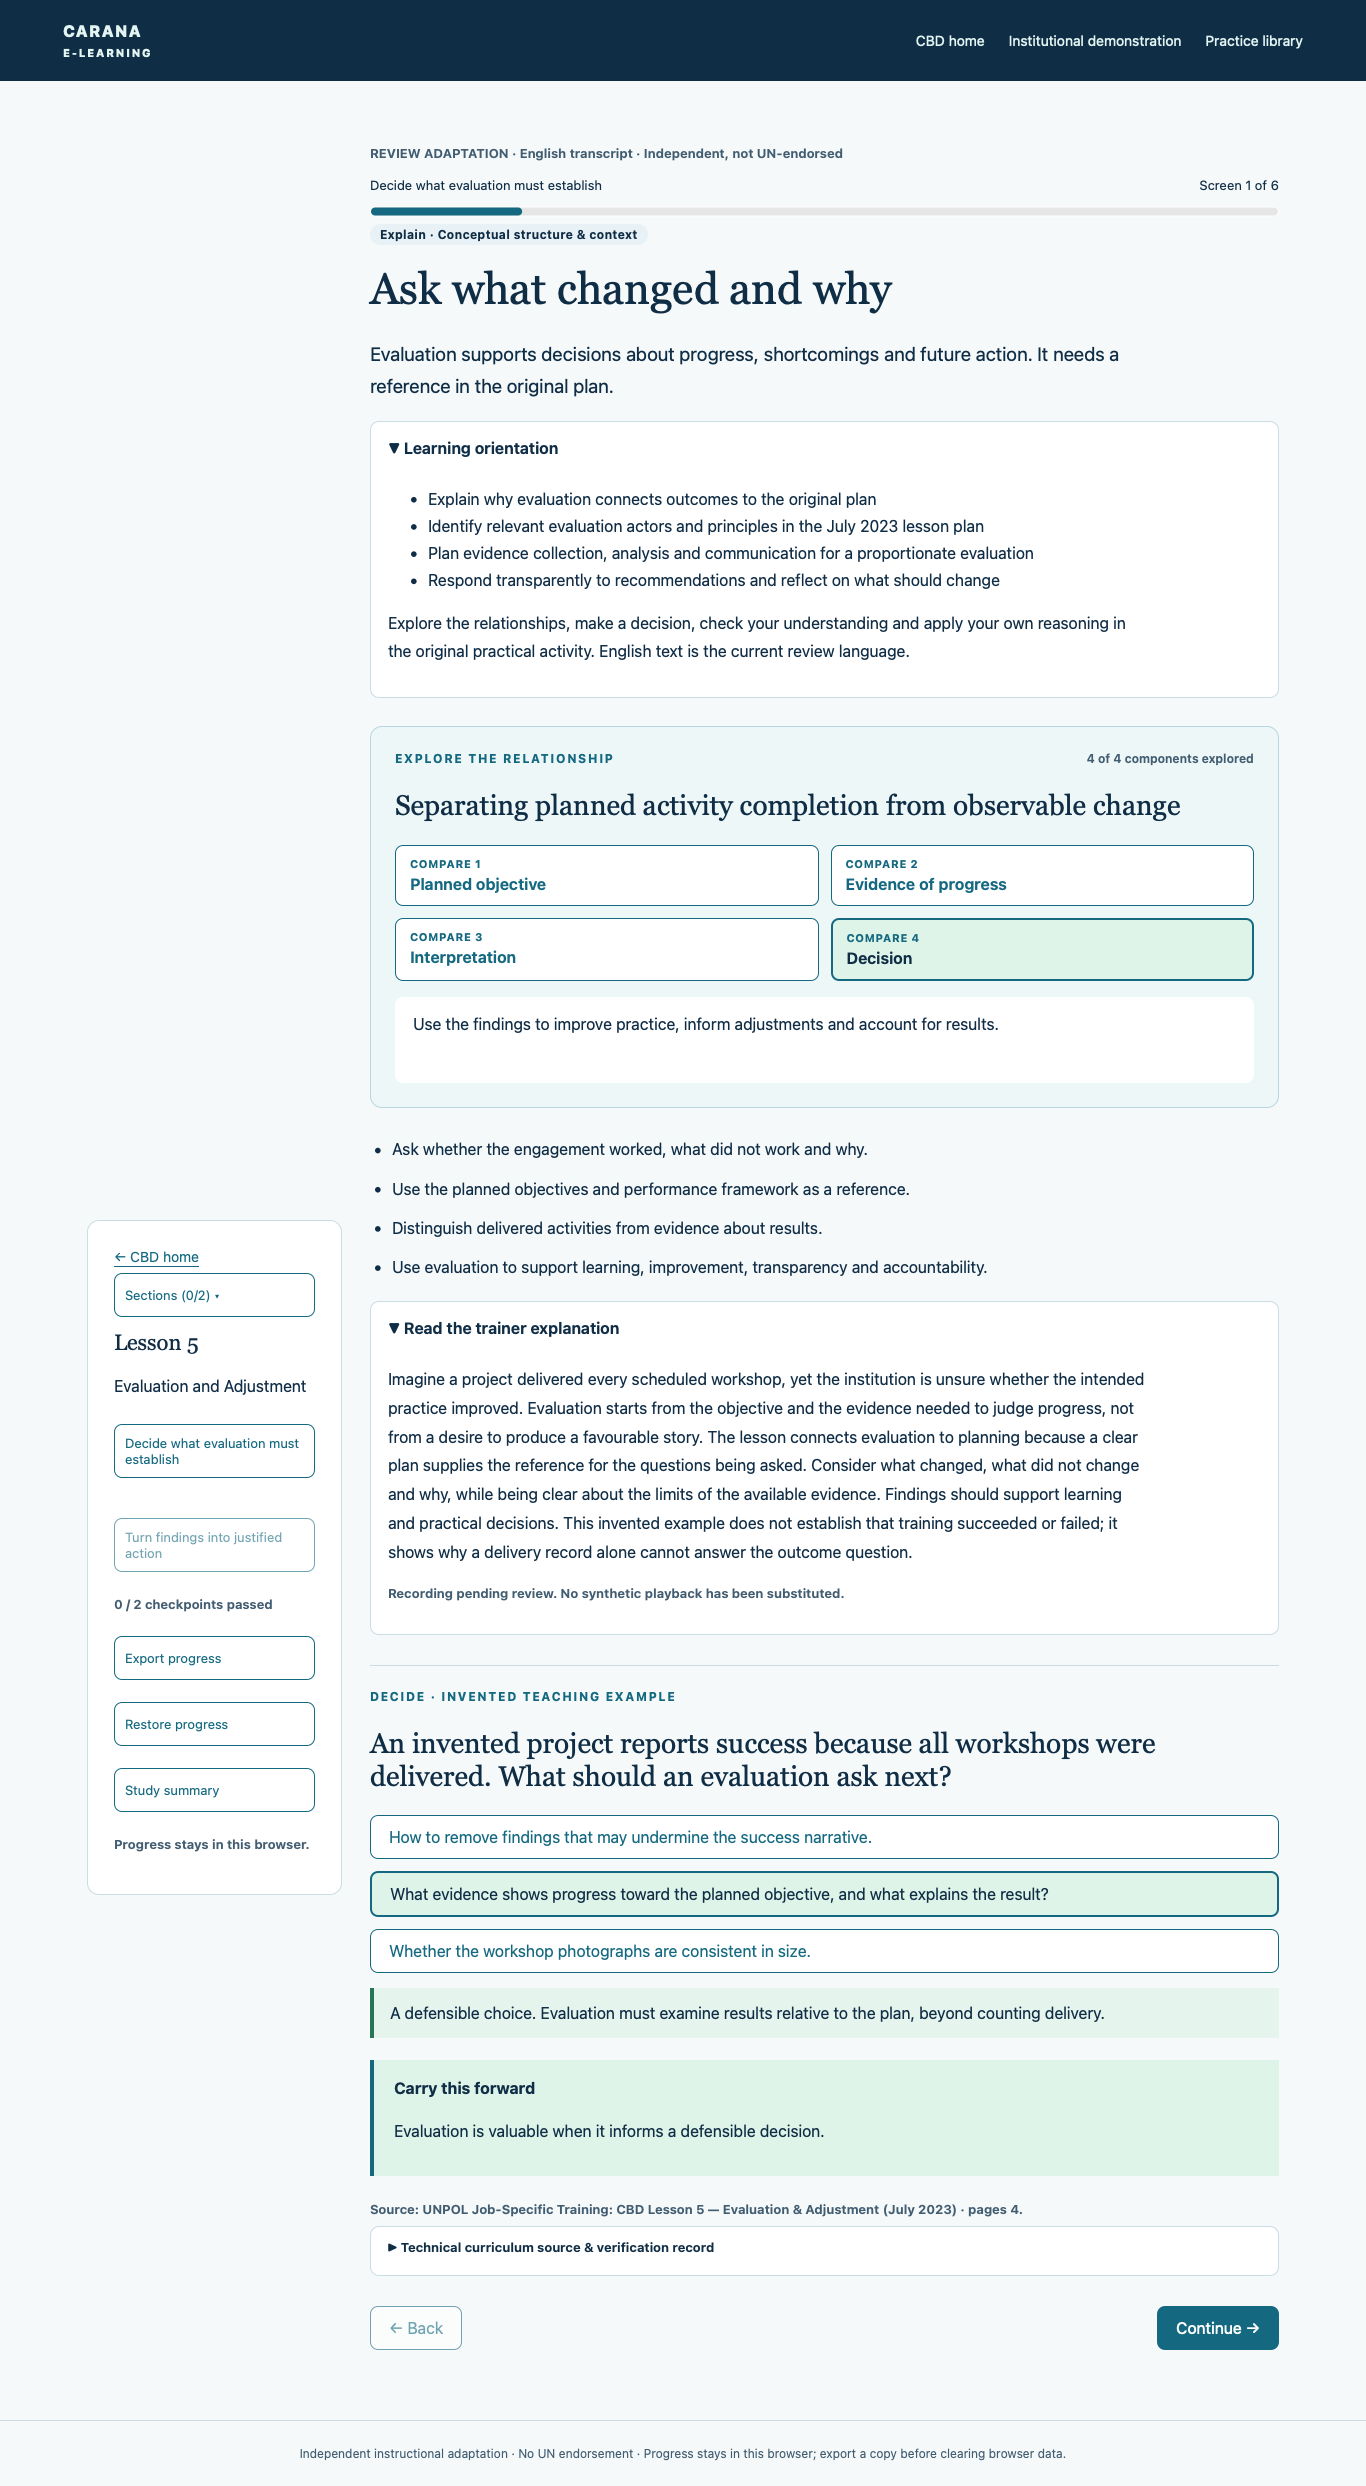 CARANA
E-LEARNING
CBD home
Institutional demonstration
Practice library
REVIEW ADAPTATION · English transcript · Independent, not UN-endorsed
Decide what evaluation must establish
Screen 1 of 6
Explain · Conceptual structure & context
Ask what changed and why
Evaluation supports decisions about progress, shortcomings and future action. It needs a
reference in the original plan.
▼ Learning orientation
• Explain why evaluation connects outcomes to the original plan
• Identify relevant evaluation actors and principles in the July 2023 lesson plan
• Plan evidence collection, analysis and communication for a proportionate evaluation
• Respond transparently to recommendations and reflect on what should change
Explore the relationships, make a decision, check your understanding and apply your own reasoning in
the original practical activity. English text is the current review language.
EXPLORE THE RELATIONSHIP
4 of 4 components explored
Separating planned activity completion from observable change
COMPARE 1
Planned objective
COMPARE 2
Evidence of progress
COMPARE 3
Interpretation
COMPARE 4
Decision
Use the findings to improve practice, inform adjustments and account for results.
• Ask whether the engagement worked, what did not work and why.
• Use the planned objectives and performance framework as a reference.
• Distinguish delivered activities from evidence about results.
• Use evaluation to support learning, improvement, transparency and accountability.
← CBD home
Sections (0/2) ▾
Lesson 5
Evaluation and Adjustment
Decide what evaluation must
establish
Turn findings into justified
action
0 / 2 checkpoints passed
Export progress
Restore progress
Study summary
Progress stays in this browser.
▼ Read the trainer explanation
Imagine a project delivered every scheduled workshop, yet the institution is unsure whether the intended
practice improved. Evaluation starts from the objective and the evidence needed to judge progress, not
from a desire to produce a favourable story. The lesson connects evaluation to planning because a clear
plan supplies the reference for the questions being asked. Consider what changed, what did not change
and why, while being clear about the limits of the available evidence. Findings should support learning
and practical decisions. This invented example does not establish that training succeeded or failed; it
shows why a delivery record alone cannot answer the outcome question.
Recording pending review. No synthetic playback has been substituted.
DECIDE · INVENTED TEACHING EXAMPLE
An invented project reports success because all workshops were
delivered. What should an evaluation ask next?
How to remove findings that may undermine the success narrative.
What evidence shows progress toward the planned objective, and what explains the result?
Whether the workshop photographs are consistent in size.
A defensible choice. Evaluation must examine results relative to the plan, beyond counting delivery.
Carry this forward
Evaluation is valuable when it informs a defensible decision.
Source: UNPOL Job-Specific Training: CBD Lesson 5 — Evaluation & Adjustment (July 2023) · pages 4.
▶ Technical curriculum source & verification record
← Back
Continue →
Independent instructional adaptation · No UN endorsement · Progress stays in this browser; export a copy before clearing browser data.